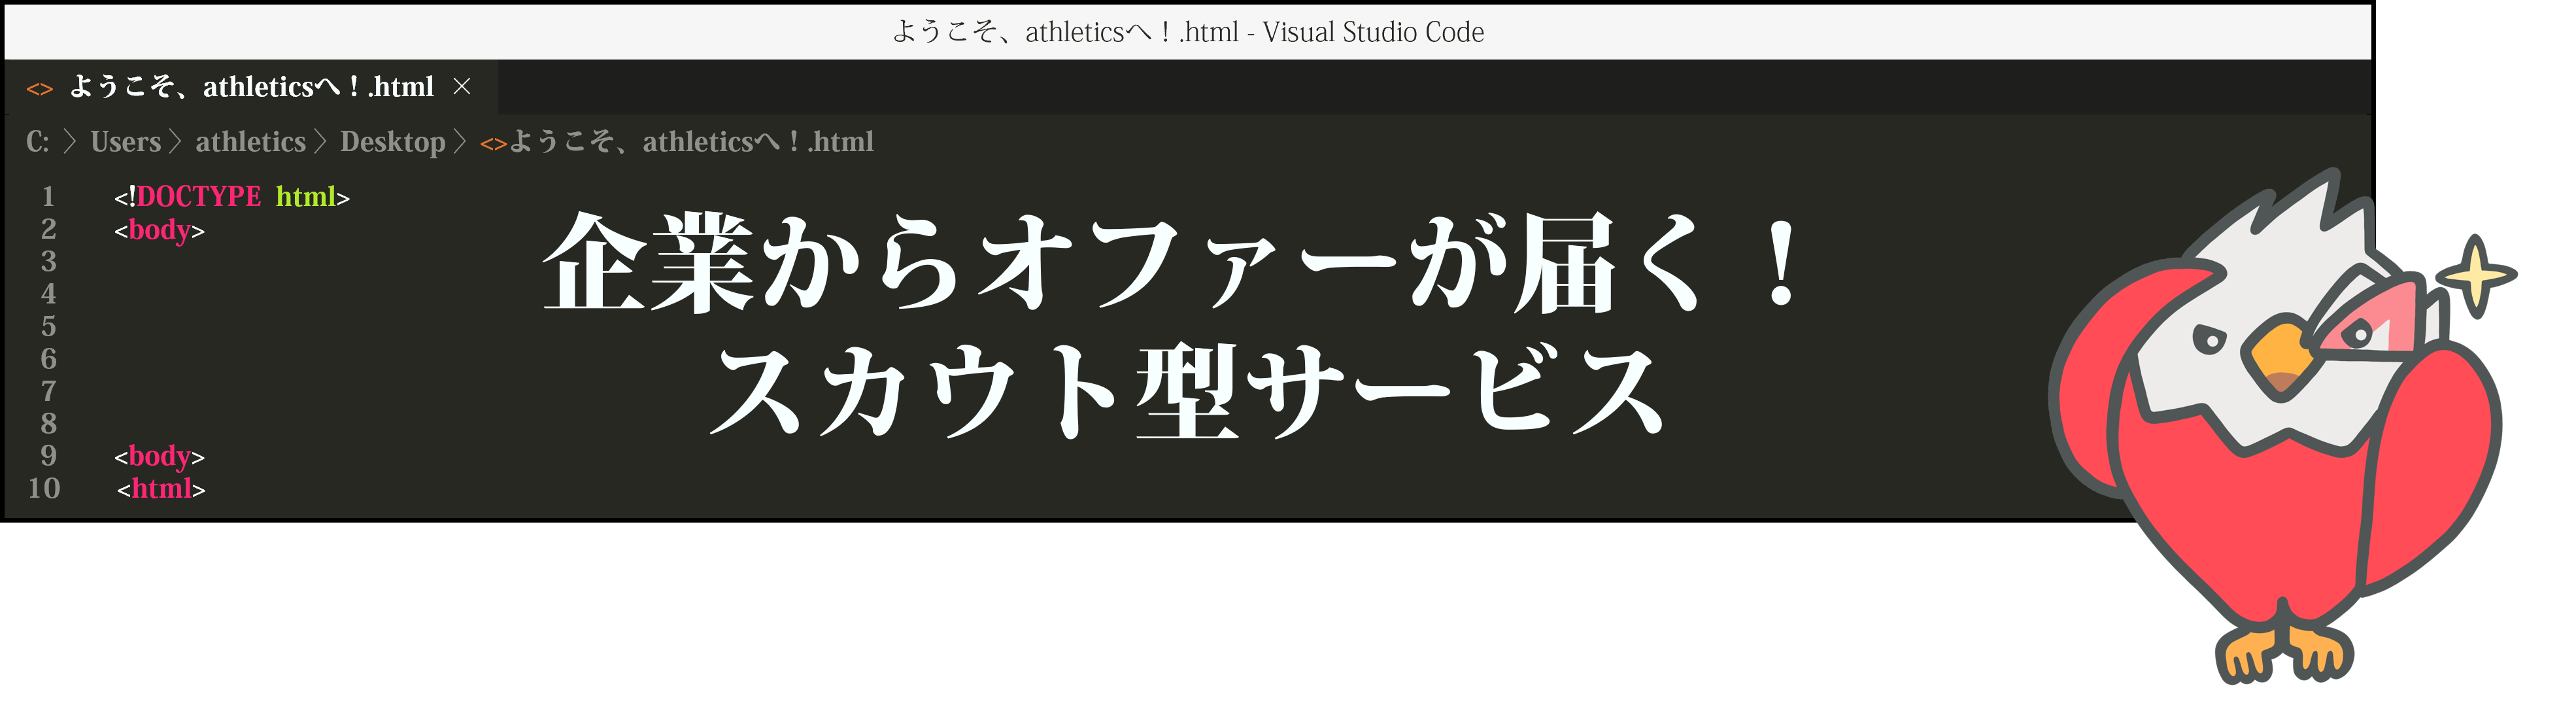 ようこそ、athleticsへ！.html - Visual Studio Code
<> ようこそ、athleticsへ！.html ×
C: > Users > athletics > Desktop > <>ようこそ、athleticsへ！.html
1 <!DOCTYPE html>
2 <body>
3
4
5
6
7
8
9 <body>
10 <html>
企業からオファーが届く！
スカウト型サービス